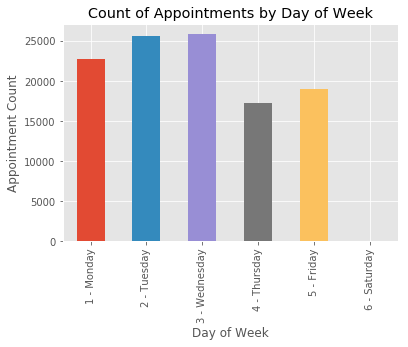 Count of Appointments by Day of Week
Appointment Count
25000
20000
15000
10000
5000
0
1 - Monday
2 - Tuesday
3 - Wednesday
4 - Thursday
5 - Friday
6 - Saturday
Day of Week